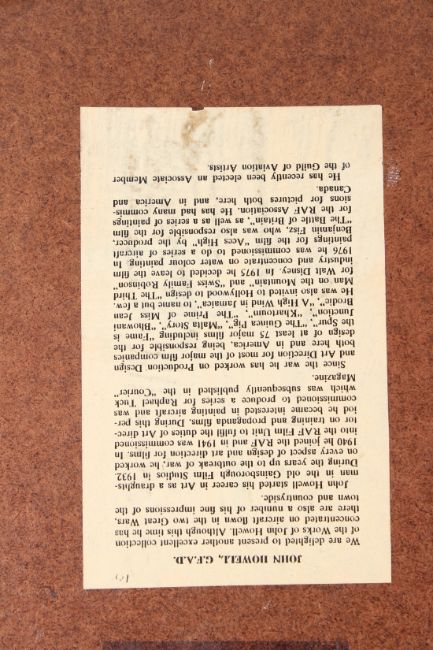 JOHN HOWELL, G.F.A.D.
We are delighted to present another excellent collection
of the Works of John Howell. Although this time he has
concentrated on aircraft flown in the two Great Wars,
there are also a number of his fine impressions of the
town and countryside.
John Howell started his career in Art as a draughts-
man in the old Gainsborough Film Studios in 1932.
During the years up to the outbreak of war, he worked
on every aspect of design and art direction for films. In
1940 he joined the RAF and in 1941 was commissioned
into the RAF Film Unit to fulfil the duties of Art direc-
tor on training and propaganda films. During this per-
iod he became interested in painting aircraft and was
commissioned to produce a series for Raphael Tuck
which was subsequently published in the "Courier"
Magazine.
Since the war he has worked on Production Design
and Art Direction for most of the major film companies
both here and in America, being responsible for the
design of at least 75 major films including "Fame is
the Spur", "The Guinea Pig", "Malta Story", "Bhowani
Junction", "Khartoum", "The Prime of Miss Jean
Brodie", "A High Wind in Jamaica", to name but a few.
He was also invited to Hollywood to design "The Third
Man on the Mountain" and "Swiss Family Robinson"
for Walt Disney. In 1975 he decided to leave the film
industry and concentrate on water colour painting. In
1976 he was commissioned to do a series of aircraft
paintings for the film "Aces High" by the producer,
Benjamin Fisz, who was also responsible for the film
"The Battle of Britain", as well as a series of paintings
for the RAF Association. He has had many commis-
sions for pictures both here, and in America and
Canada.
He has recently been elected an Associate Member
of the Guild of Aviation Artists.